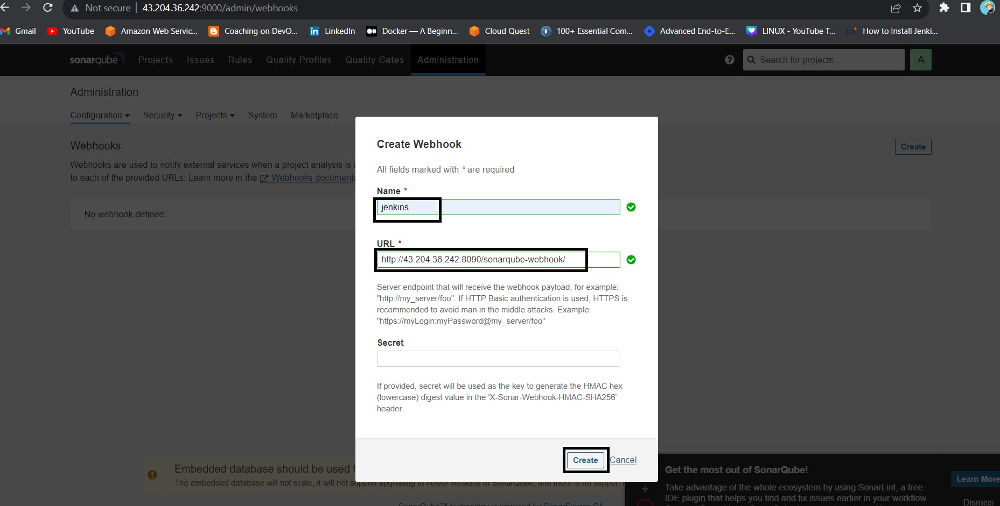 Not secure 43.204.36.242:9000/admin/webhooks
Gmail YouTube Amazon Web Servic... Coaching on DevO... LinkedIn Docker — A Beginn... Cloud Quest 100+ Essential Com... Advanced End-to-E... LINUX - YouTube T... How to Install Jenki...
sonarqube Projects Issues Rules Quality Profiles Quality Gates Administration ? Search for projects... A
Administration
Configuration Security Projects System Marketplace
Webhooks
Create
Webhooks are used to notify external services when a project analysis is
to each of the provided URLs. Learn more in the Webhooks documenta
No webhook defined.
Create Webhook
All fields marked with * are required
Name *
jenkins
URL *
http://43.204.36.242:8090/sonarqube-webhook/
Server endpoint that will receive the webhook payload, for example:
"http://my_server/foo". If HTTP Basic authentication is used, HTTPS is
recommended to avoid man in the middle attacks. Example:
"https://myLogin:myPassword@my_server/foo"
Secret
If provided, secret will be used as the key to generate the HMAC hex
(lowercase) digest value in the 'X-Sonar-Webhook-HMAC-SHA256'
header.
Create Cancel
Embedded database should be used f
The embedded database will not scale, it will not support upgrading to newer versions of SonarQube, and there is no support
SonarQube™ technology is powered by SonarSource SA
Get the most out of SonarQube!
Take advantage of the whole ecosystem by using SonarLint, a free
IDE plugin that helps you find and fix issues earlier in your workflow.
Learn More
Dismiss